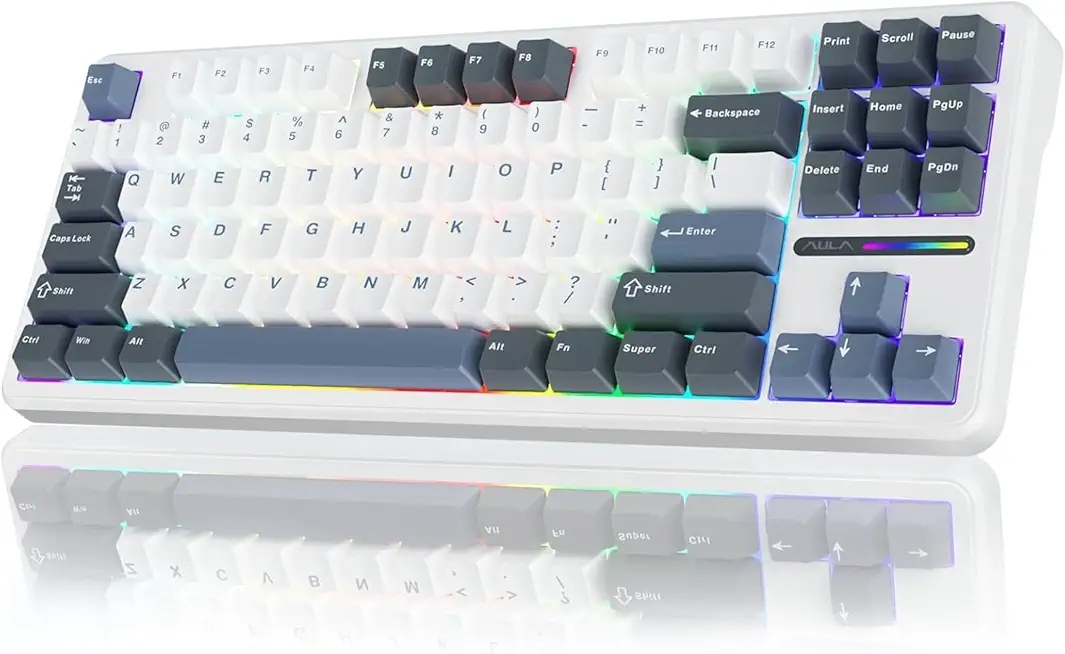 Esc F1 F2 F3 F4 F5 F6 F7 F8 F9 F10 F11 F12 Print Scroll Pause
~ ` ! 1 @ 2 # 3 $ 4 % 5 ^ 6 & 7 * 8 ( 9 ) 0 — - + = ← Backspace Insert Home PgUp
Tab Q W E R T Y U I O P { [ } ] | \ Delete End PgDn
Caps Lock A S D F G H J K L : ; " ' Enter
AULA
Shift Z X C V B N M < , > . ? / Shift ↑
Ctrl Win Alt Alt Fn Super Ctrl ← ↓ →